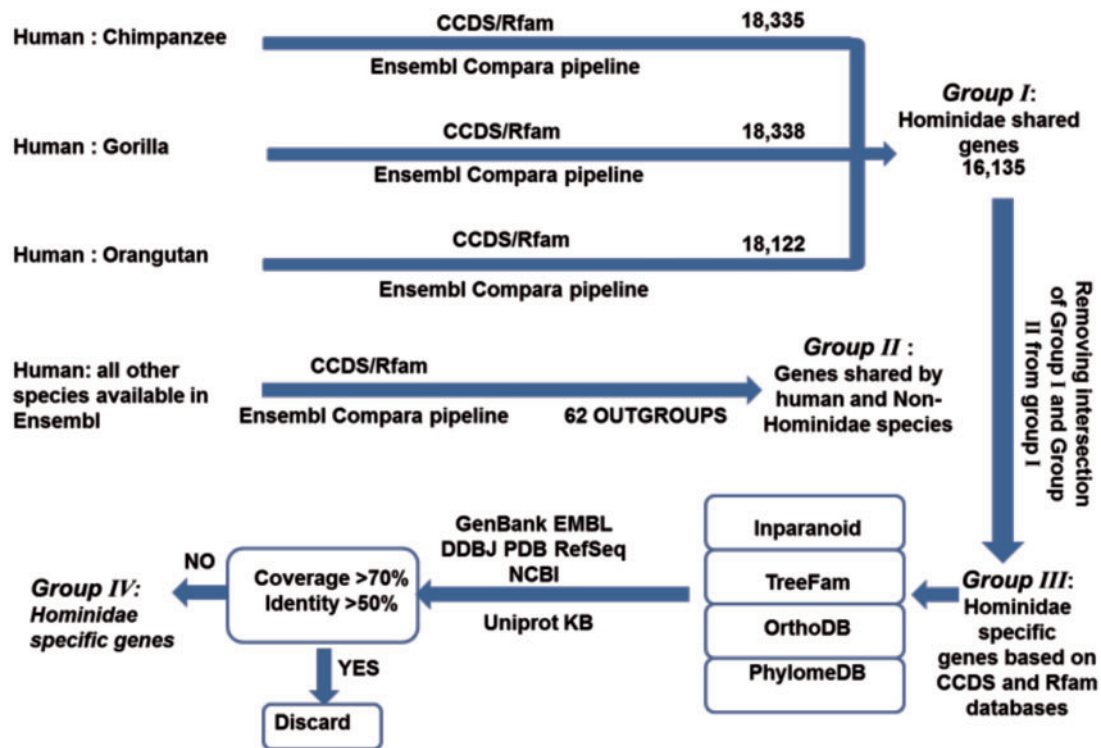 Human : Chimpanzee
CCDS/Rfam
18,335
Ensembl Compara pipeline
Human : Gorilla
CCDS/Rfam
18,338
Ensembl Compara pipeline
Human : Orangutan
CCDS/Rfam
18,122
Ensembl Compara pipeline
Group I:
Hominidae shared
genes
16,135
Human: all other
species available in
Ensembl
CCDS/Rfam
Ensembl Compara pipeline
62 OUTGROUPS
Group II :
Genes shared by
human and Non-
Hominidae species
Removing intersection
of Group I and Group
II from group I
Group III:
Hominidae
specific
genes based on
CCDS and Rfam
databases
Inparanoid
TreeFam
OrthoDB
PhylomeDB
GenBank EMBL
DDBJ PDB RefSeq
NCBI
Uniprot KB
Coverage >70%
Identity >50%
NO
Group IV:
Hominidae
specific genes
YES
Discard